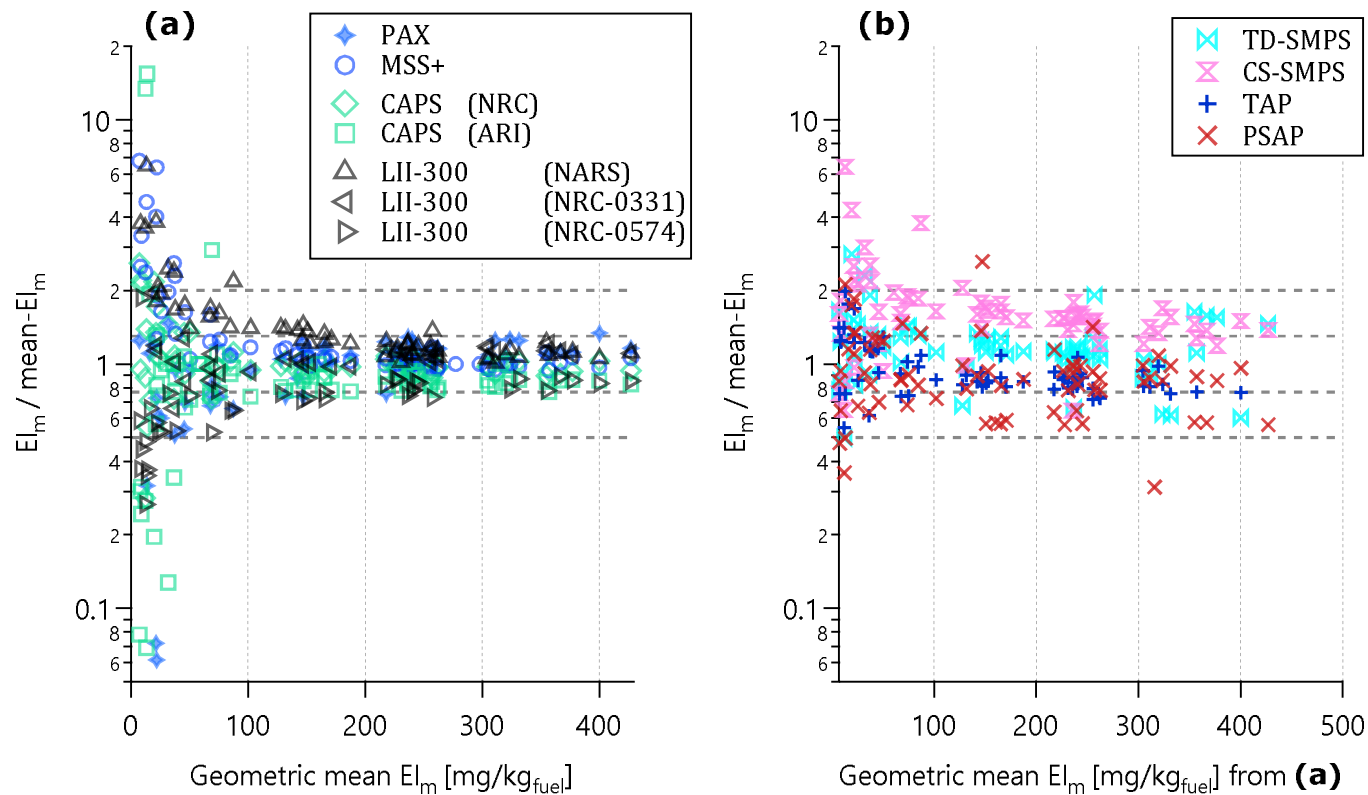 (a)
PAX
MSS+
CAPS (NRC)
CAPS (ARI)
LII-300 (NARS)
LII-300 (NRC-0331)
LII-300 (NRC-0574)
EIm / mean-EIm
2
10
8
6
4
2
1
8
6
4
2
0.1
8
6
0 100 200 300 400
Geometric mean EIm [mg/kgfuel]
(b)
TD-SMPS
CS-SMPS
TAP
PSAP
EIm / mean-EIm
2
10
8
6
4
2
1
8
6
4
2
0.1
8
6
100 200 300 400 500
Geometric mean EIm [mg/kgfuel] from (a)